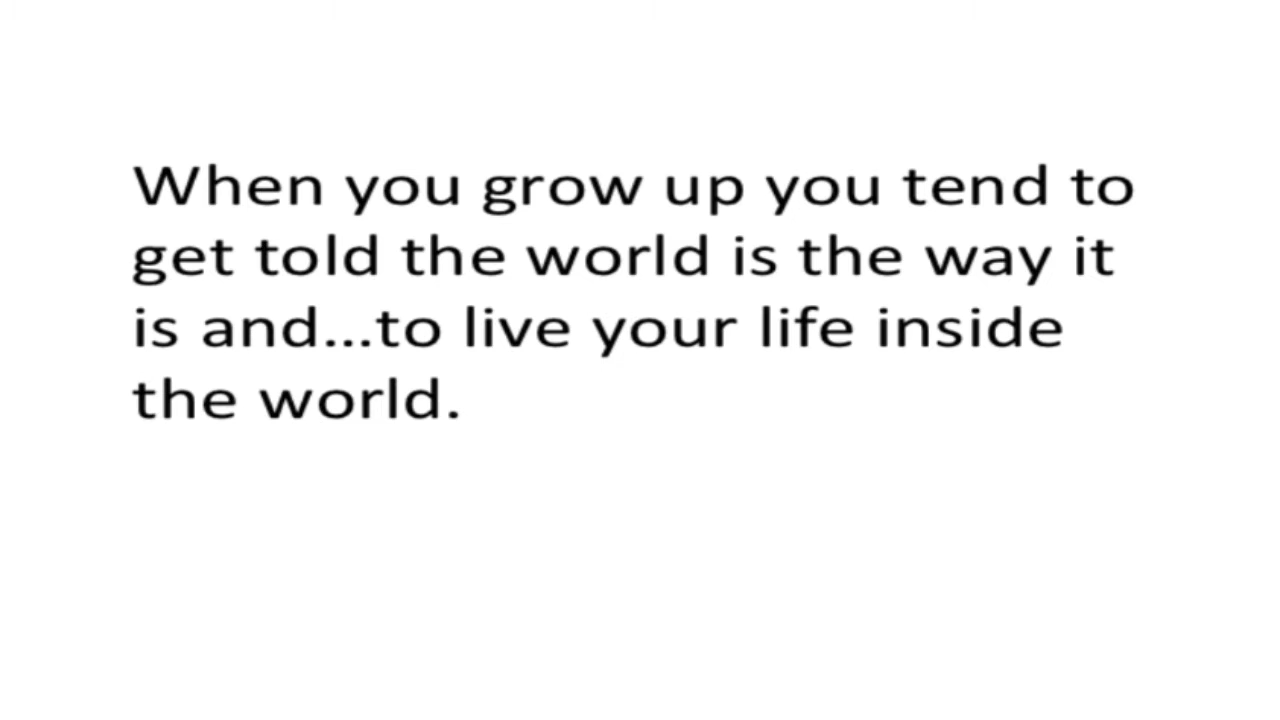 When you grow up you tend to
get told the world is the way it
is and...to live your life inside
the world.